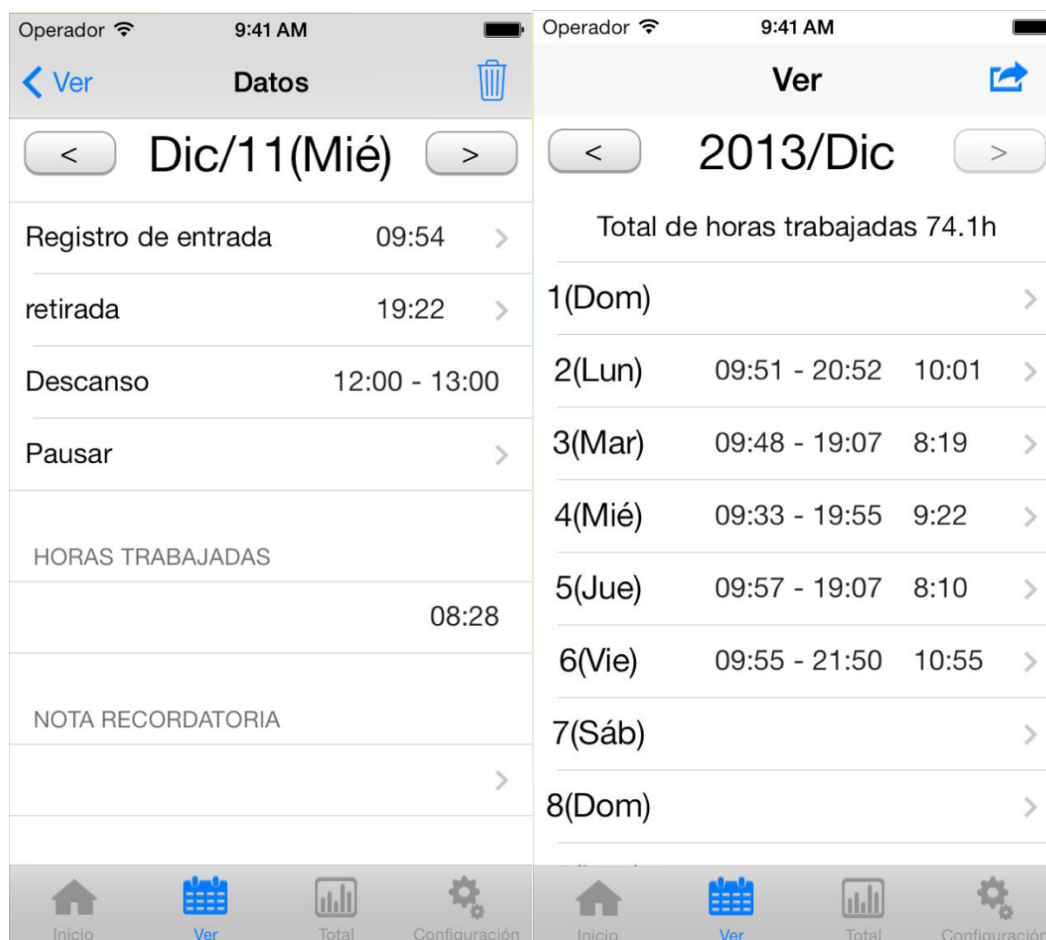 Operador 9:41 AM
Ver Datos
< Dic/11(Mié) >
Registro de entrada 09:54
retirada 19:22
Descanso 12:00 - 13:00
Pausar
HORAS TRABAJADAS
08:28
NOTA RECORDATORIA
Inicio Ver Total Configuración
Operador 9:41 AM
Ver
< 2013/Dic >
Total de horas trabajadas 74.1h
1(Dom)
2(Lun) 09:51 - 20:52 10:01
3(Mar) 09:48 - 19:07 8:19
4(Mié) 09:33 - 19:55 9:22
5(Jue) 09:57 - 19:07 8:10
6(Vie) 09:55 - 21:50 10:55
7(Sáb)
8(Dom)
Inicio Ver Total Configuración